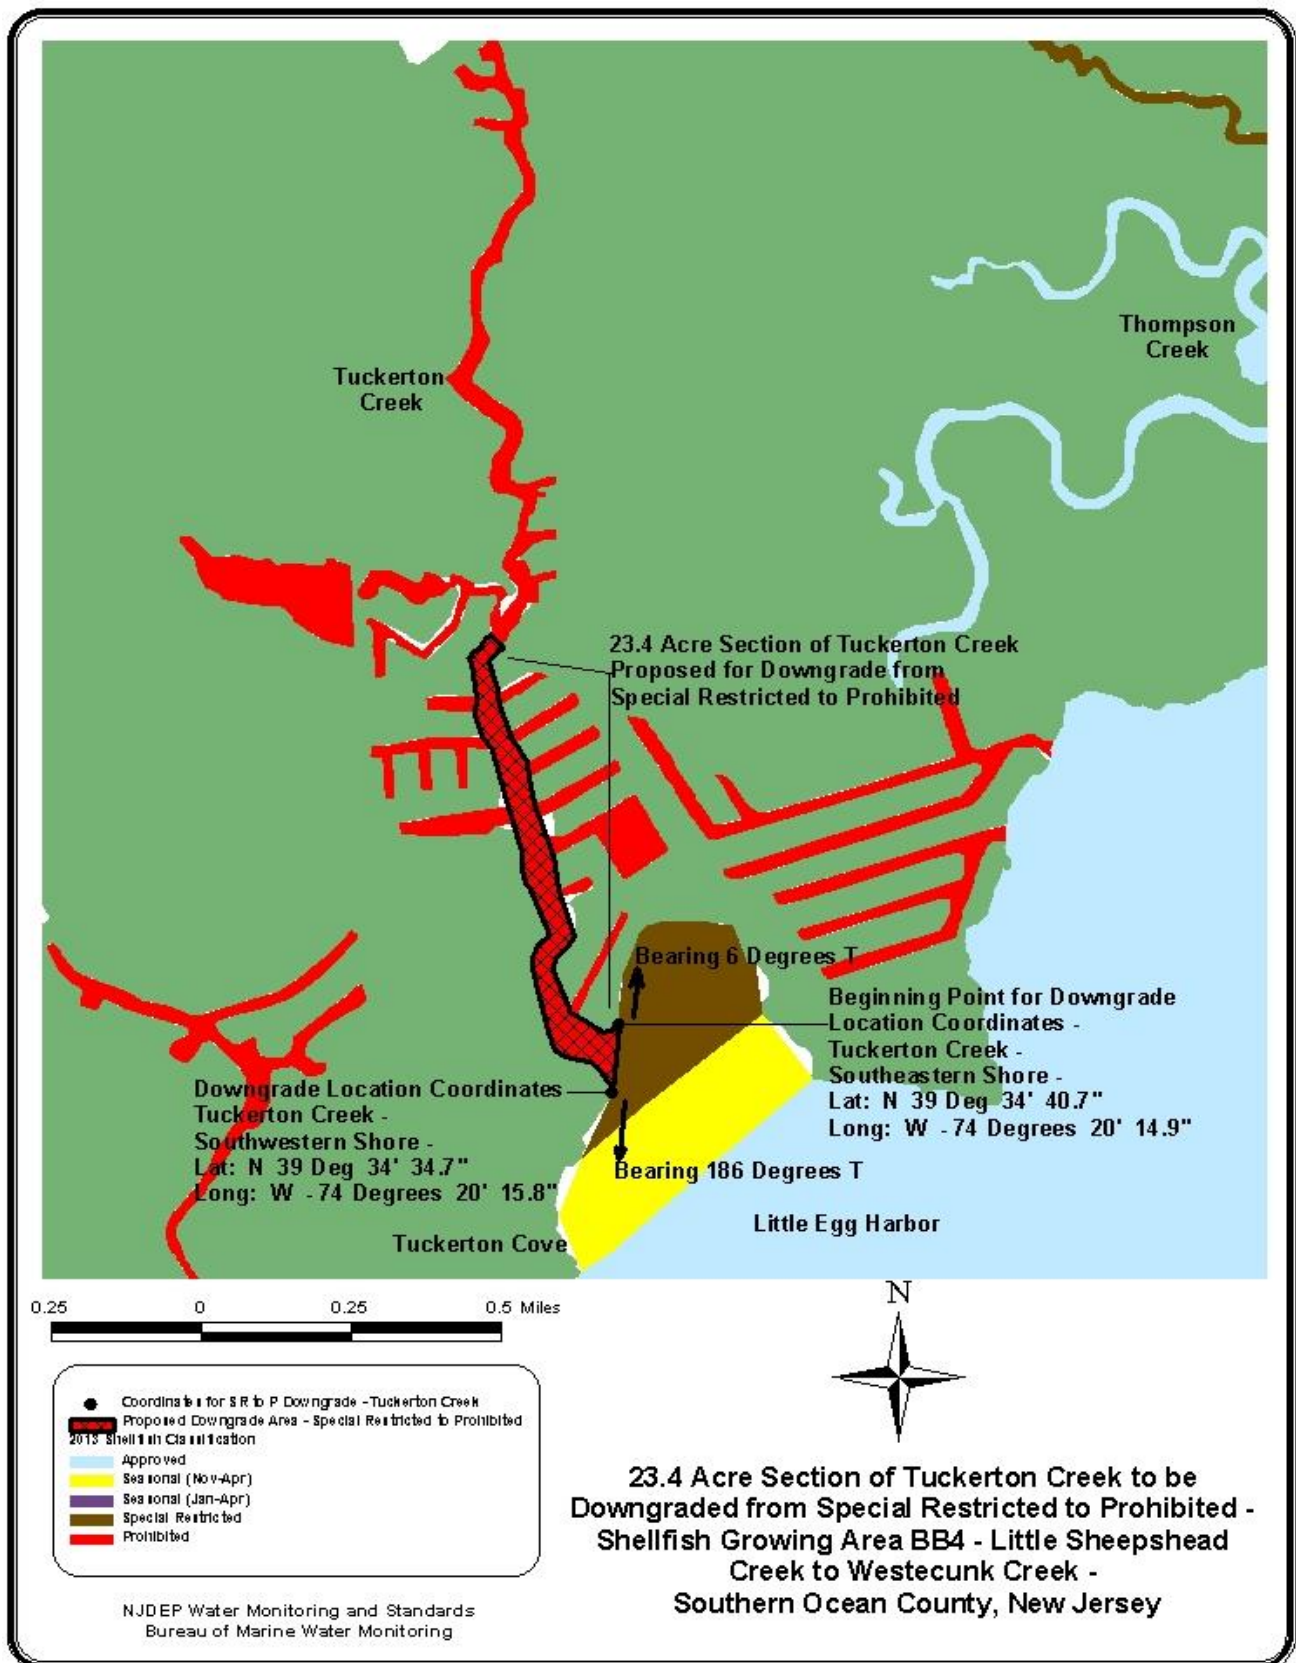 Thompson
Creek
Tuckerton
Creek
23.4 Acre Section of Tuckerton Creek
Proposed for Downgrade from
Special Restricted to Prohibited
Bearing 6 Degrees T
Beginning Point for Downgrade
Location Coordinates -
Tuckerton Creek -
Southeastern Shore -
Lat: N 39 Deg 34' 40.7"
Long: W -74 Degrees 20' 14.9"
Downgrade Location Coordinates
Tuckerton Creek -
Southwestern Shore -
Lat: N 39 Deg 34' 34.7"
Long: W -74 Degrees 20' 15.8"
Bearing 186 Degrees T
Little Egg Harbor
Tuckerton Cove
0.25 0 0.25 0.5 Miles
N
Coordinates for SR to P Downgrade - Tuckerton Creek
Proposed Downgrade Area - Special Restricted to Prohibited
2013 Shellfish Classification
Approved
Seasonal (Nov-Apr)
Seasonal (Jan-Apr)
Special Restricted
Prohibited
NJDEP Water Monitoring and Standards
Bureau of Marine Water Monitoring
23.4 Acre Section of Tuckerton Creek to be
Downgraded from Special Restricted to Prohibited -
Shellfish Growing Area BB4 - Little Sheepshead
Creek to Westecunk Creek -
Southern Ocean County, New Jersey